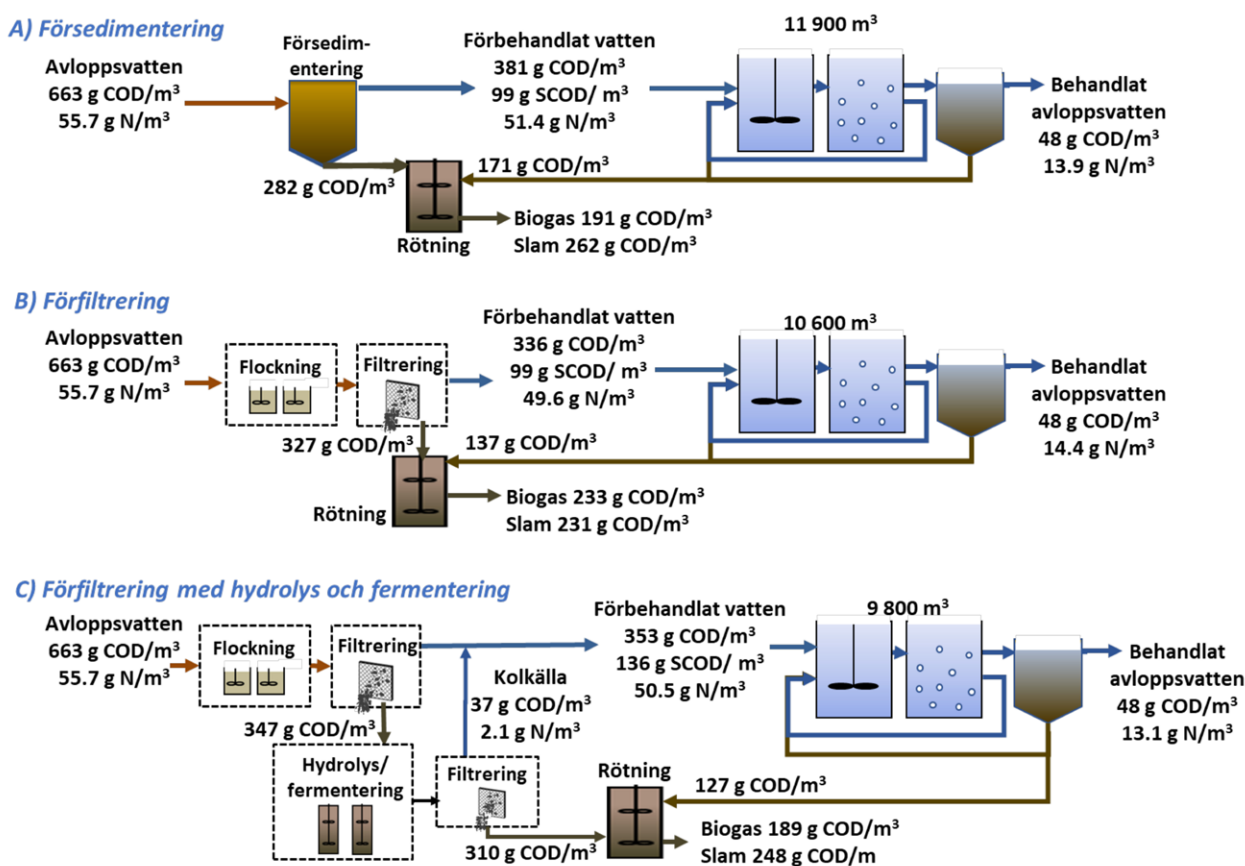 A) Försedimentering
11 900 m³
Försedim-
entering
Avloppsvatten
663 g COD/m³
55.7 g N/m³
Förbehandlat vatten
381 g COD/m³
99 g SCOD/ m³
51.4 g N/m³
Behandlat
avloppsvatten
48 g COD/m³
13.9 g N/m³
282 g COD/m³
171 g COD/m³
Rötning
Biogas 191 g COD/m³
Slam 262 g COD/m³
B) Förfiltrering
10 600 m³
Avloppsvatten
663 g COD/m³
55.7 g N/m³
Flockning
Filtrering
Förbehandlat vatten
336 g COD/m³
99 g SCOD/ m³
49.6 g N/m³
Behandlat
avloppsvatten
48 g COD/m³
14.4 g N/m³
327 g COD/m³
137 g COD/m³
Rötning
Biogas 233 g COD/m³
Slam 231 g COD/m³
C) Förfiltrering med hydrolys och fermentering
9 800 m³
Avloppsvatten
663 g COD/m³
55.7 g N/m³
Flockning
Filtrering
Förbehandlat vatten
353 g COD/m³
136 g SCOD/ m³
50.5 g N/m³
Behandlat
avloppsvatten
48 g COD/m³
13.1 g N/m³
Kolkälla
37 g COD/m³
2.1 g N/m³
347 g COD/m³
Hydrolys/
fermentering
Filtrering
Rötning
127 g COD/m³
310 g COD/m³
Biogas 189 g COD/m³
Slam 248 g COD/m